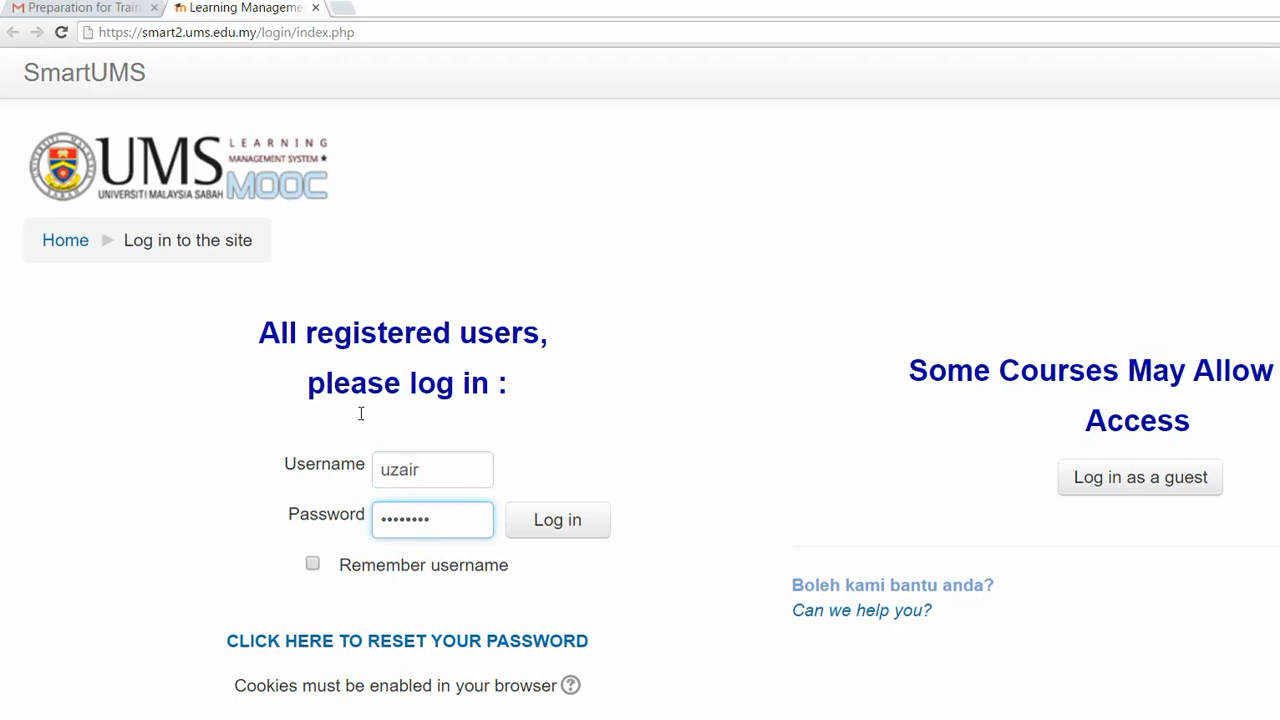 Preparation for Train
Learning Manageme
https://smart2.ums.edu.my/login/index.php
SmartUMS
UMS
UNIVERSITI MALAYSIA SABAH
LEARNING
MANAGEMENT SYSTEM
MOOC
Home
Log in to the site
All registered users,
please log in :
Username
uzair
Password
••••••••
Log in
Remember username
CLICK HERE TO RESET YOUR PASSWORD
Cookies must be enabled in your browser
Some Courses May Allow
Access
Log in as a guest
Boleh kami bantu anda?
Can we help you?